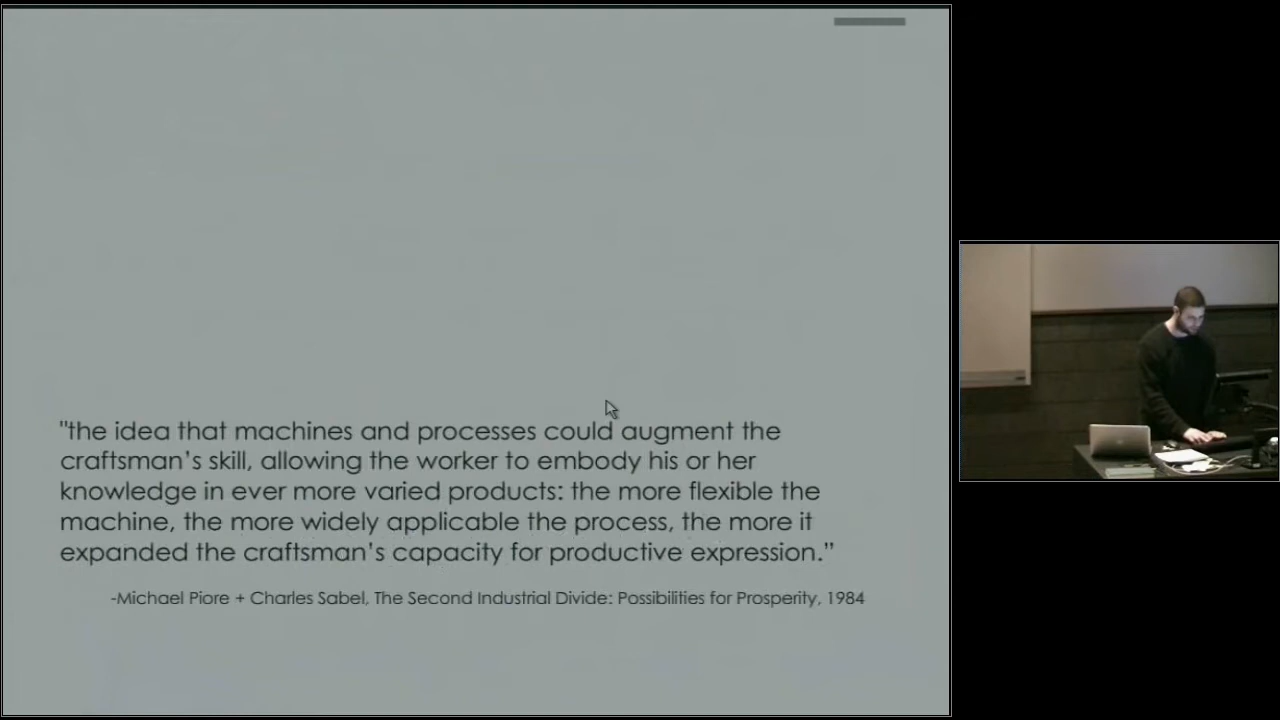 "the idea that machines and processes could augment the
craftsman’s skill, allowing the worker to embody his or her
knowledge in ever more varied products: the more flexible the
machine, the more widely applicable the process, the more it
expanded the craftsman’s capacity for productive expression.”
-Michael Piore + Charles Sabel, The Second Industrial Divide: Possibilities for Prosperity, 1984